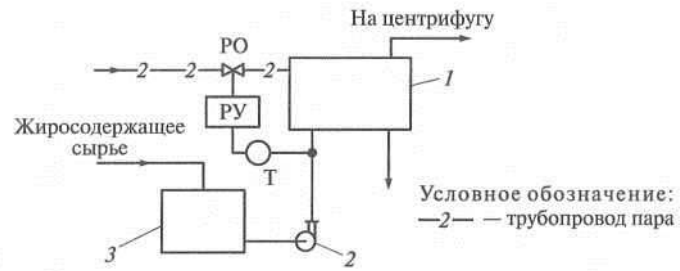 На центрифугу
РО
2
2
2
1
РУ
Жиросодержащее
сырье
Т
Условное обозначение:
—2— — трубопровод пара
3
2